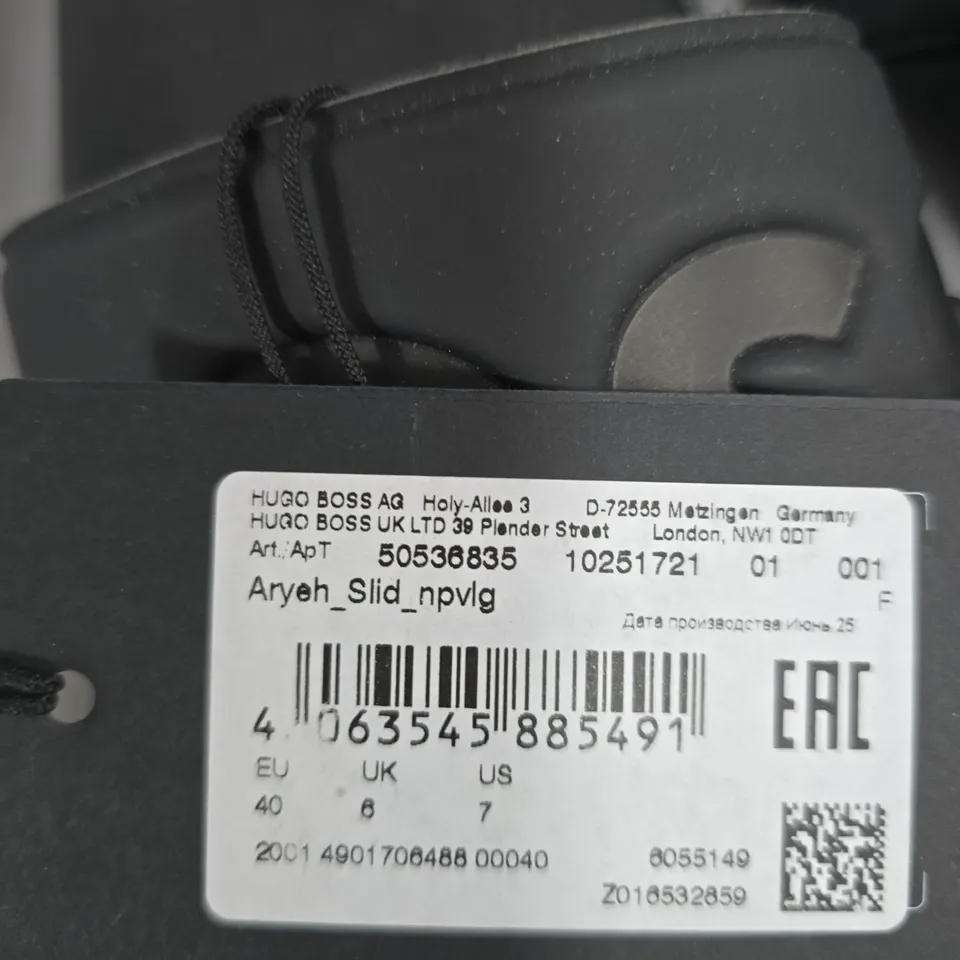 HUGO BOSS AG Holy-Allee 3 D-72555 Metzingen Germany
HUGO BOSS UK LTD 39 Plender Street London, NW1 0DT
Art./Арт 50536835 10251721 01 001
Aryeh_Slid_npvlg F
Дата производства Июнь 25
4 063545 885491
EAC
EU UK US
40 6 7
2001 4901706488 00040 6055149
Z016532659